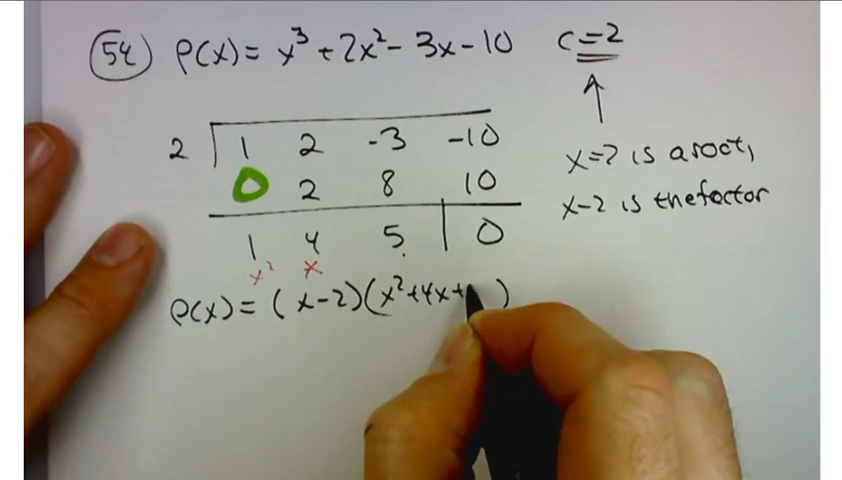 54 P(x) = x³ + 2x² - 3x - 10 c = 2
2 | 1 2 -3 -10
0 2 8 10
1 4 5 | 0
x² x
x = 2 is a root,
x - 2 is the factor
P(x) = (x - 2)(x² + 4x + )